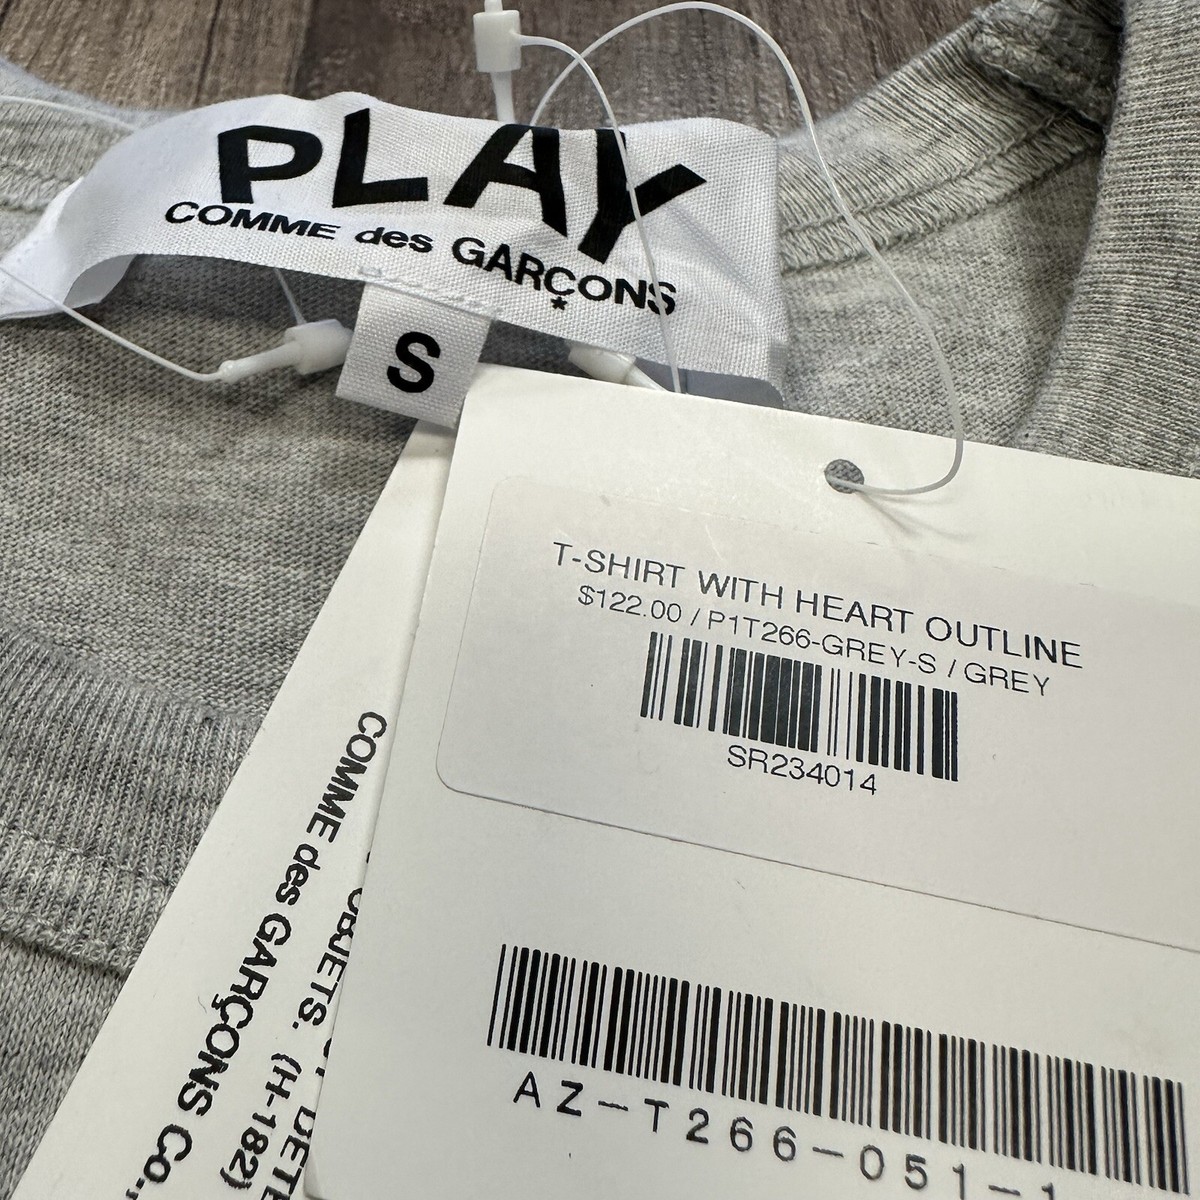 PLAY
COMME des GARÇONS
*
S
T-SHIRT WITH HEART OUTLINE
$122.00 / P1T266-GREY-S / GREY
SR234014
AZ-T266-051-1
COMME des GARÇONS Co.,
OBJETS.
(H-182)